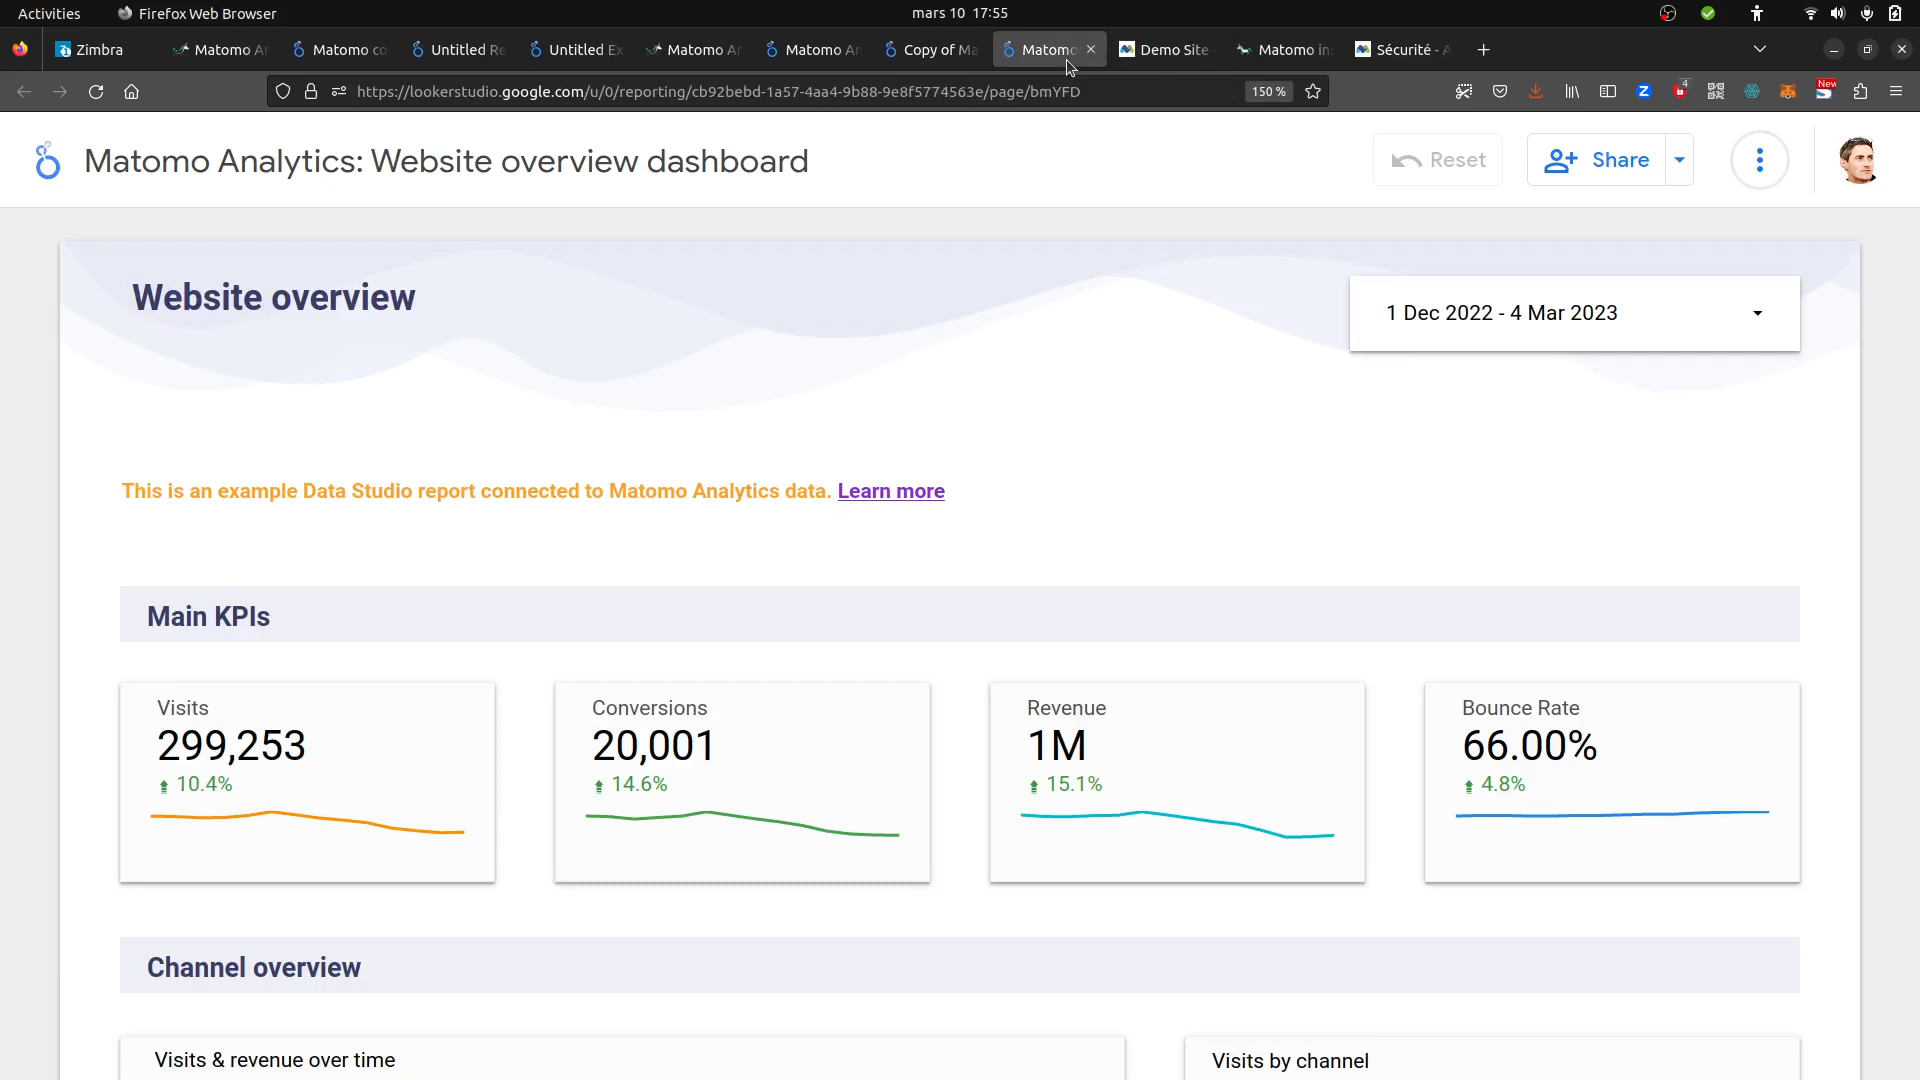 Activities
Firefox Web Browser
mars 10 17:55
Zimbra
Matomo An
Matomo co
Untitled Re
Untitled Ex
Matomo An
Matomo An
Copy of Ma
Matomo
Demo Site
Matomo in
Sécurité - A
https://lookerstudio.google.com/u/0/reporting/cb92bebd-1a57-4aa4-9b88-9e8f5774563e/page/bmYFD
150 %
4
New
Matomo Analytics: Website overview dashboard
Reset
Share
Website overview
1 Dec 2022 - 4 Mar 2023
This is an example Data Studio report connected to Matomo Analytics data. Learn more
Main KPIs
Visits
299,253
10.4%
Conversions
20,001
14.6%
Revenue
1M
15.1%
Bounce Rate
66.00%
4.8%
Channel overview
Visits & revenue over time
Visits by channel